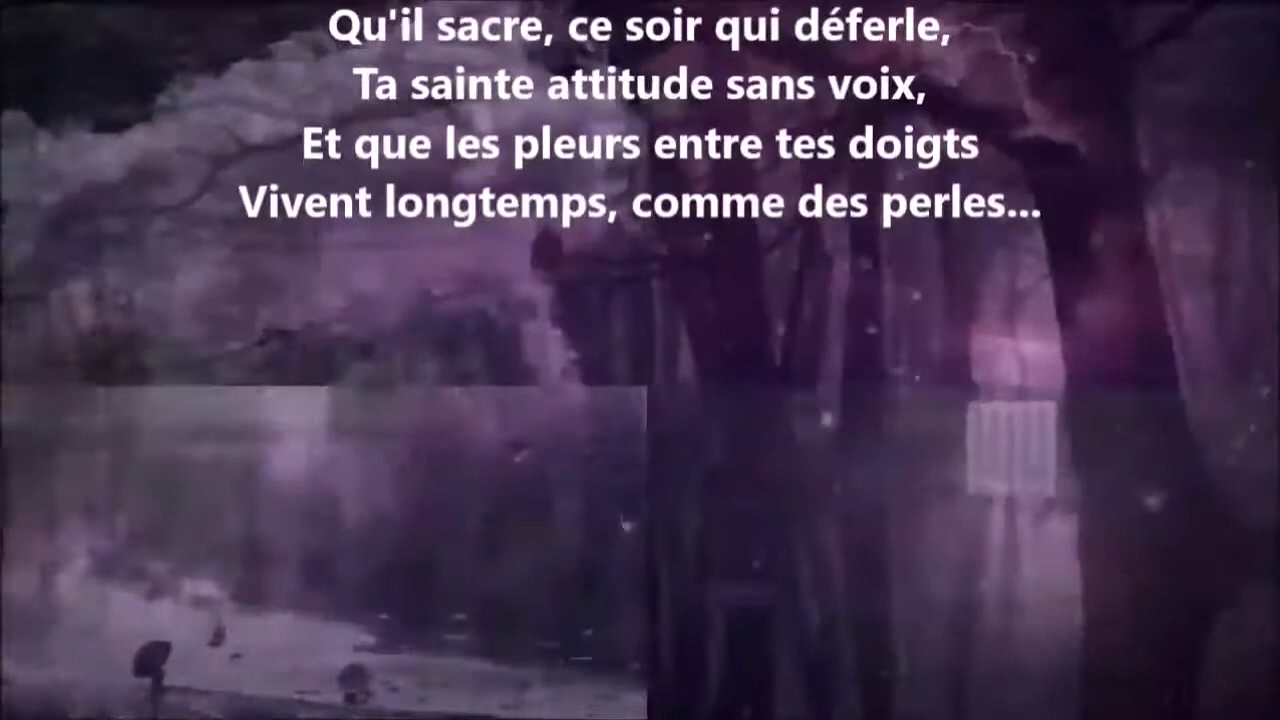 Qu'il sacre, ce soir qui déferle,
Ta sainte attitude sans voix,
Et que les pleurs entre tes doigts
Vivent longtemps, comme des perles...